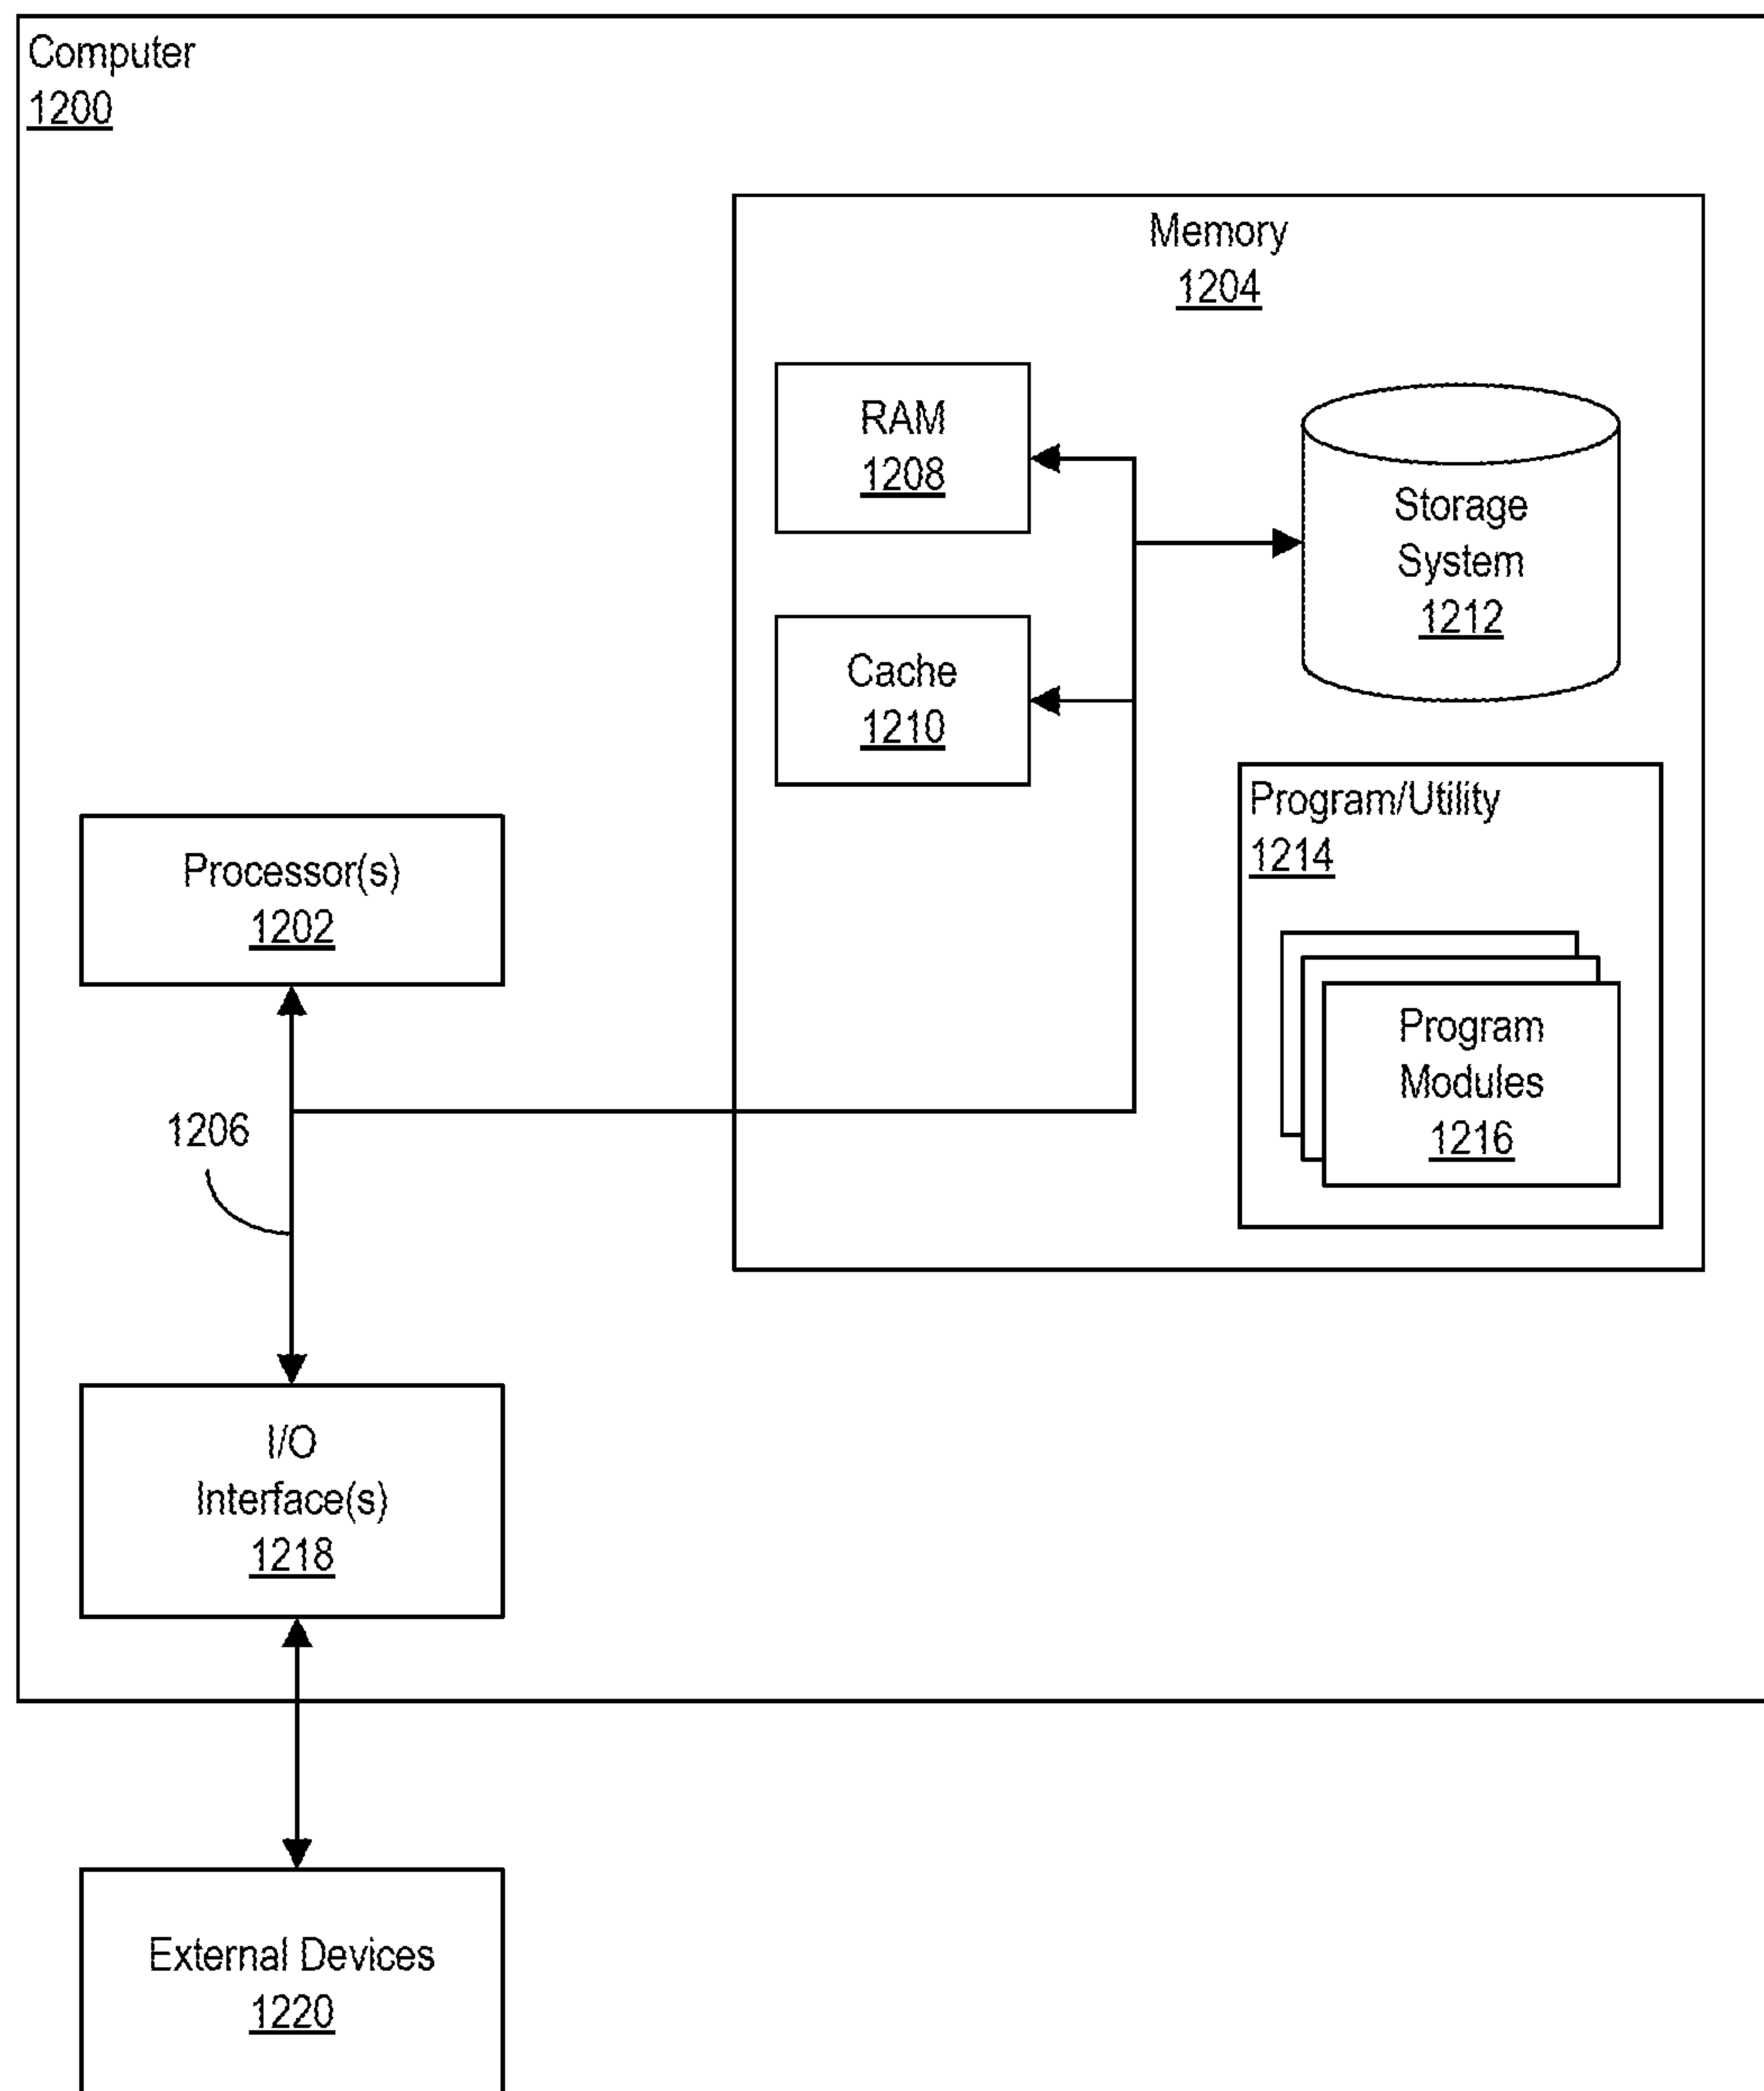 Computer
1200
Memory
1204
RAM
1208
Storage
System
1212
Cache
1210
Program/Utility
1214
Processor(s)
1202
Program
Modules
1216
1206
I/O
Interface(s)
1218
External Devices
1220